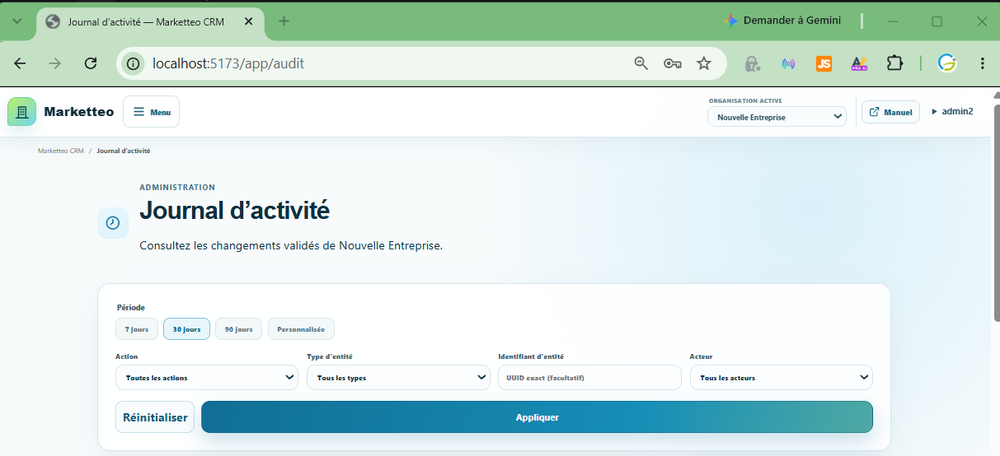 Journal d'activité — Marketteo CRM
Demander à Gemini
localhost:5173/app/audit
JS
Marketteo
Menu
ORGANISATION ACTIVE
Nouvelle Entreprise
Manuel
admin2
Marketteo CRM / Journal d'activité
ADMINISTRATION
Journal d'activité
Consultez les changements validés de Nouvelle Entreprise.
Période
7 jours 30 jours 90 jours Personnalisée
Action Type d'entité Identifiant d'entité Acteur
Toutes les actions Tous les types UUID exact (facultatif) Tous les acteurs
Réinitialiser Appliquer